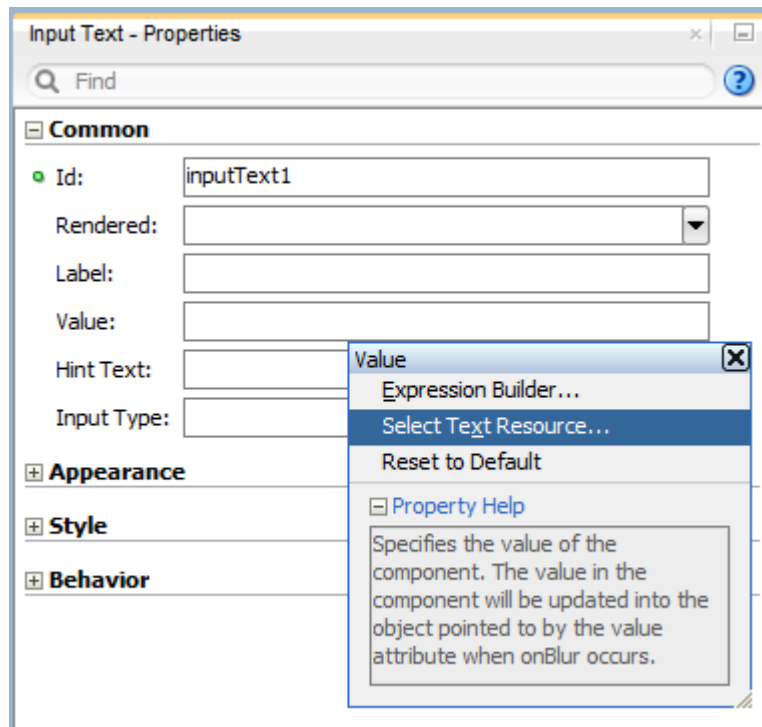 Input Text - Properties
Find
Common
Id: inputText1
Rendered:
Label:
Value:
Hint Text:
Input Type:
Appearance
Style
Behavior
Value
Expression Builder...
Select Text Resource...
Reset to Default
Property Help
Specifies the value of the
component. The value in the
component will be updated into the
object pointed to by the value
attribute when onBlur occurs.